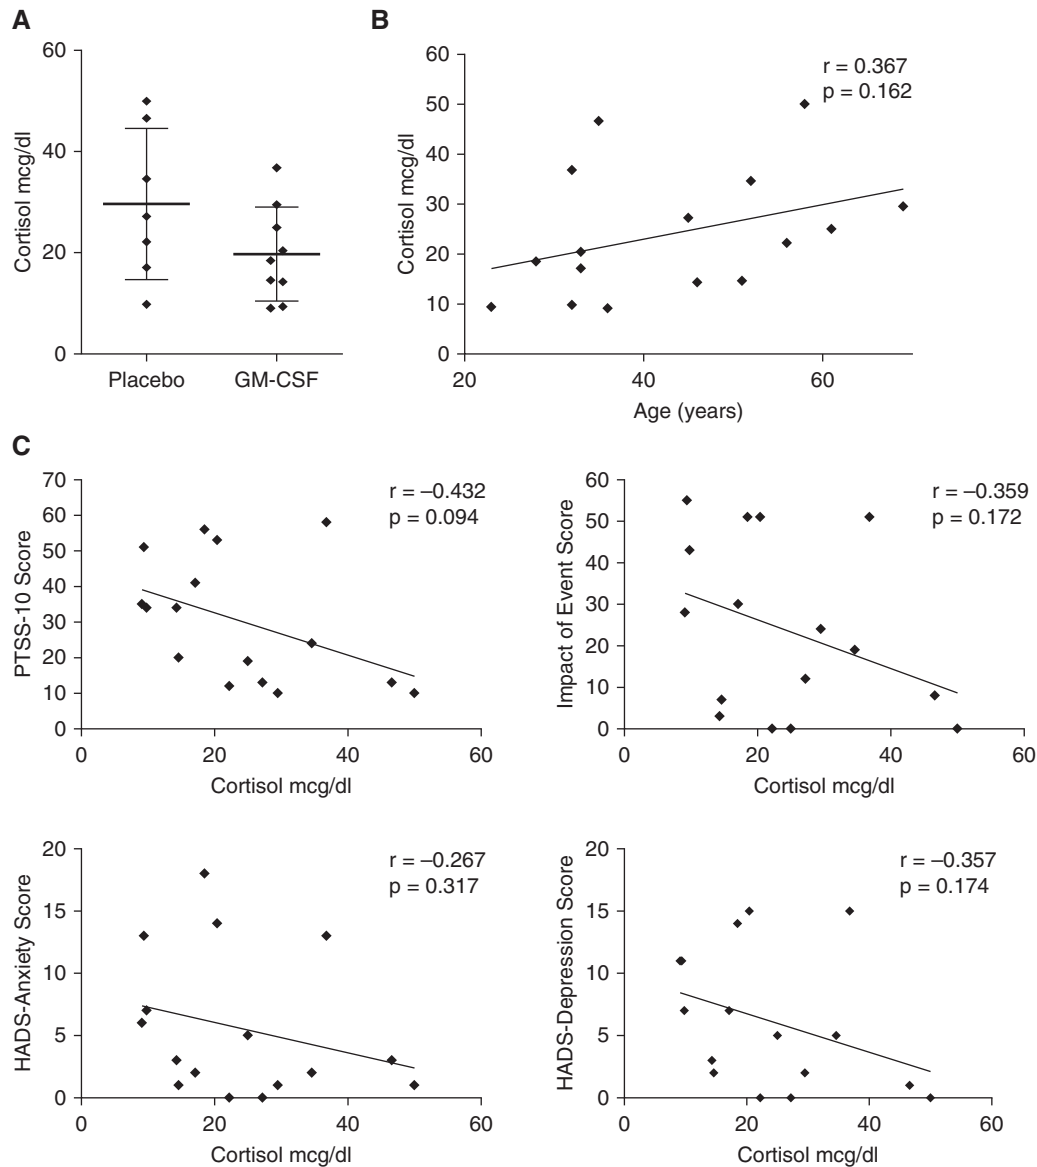 A
60
40
20
0
Cortisol mcg/dl
Placebo
GM-CSF
B
60
50
40
30
20
10
0
Cortisol mcg/dl
r = 0.367
p = 0.162
20
40
60
Age (years)
C
70
60
50
40
30
20
10
0
PTSS-10 Score
r = –0.432
p = 0.094
0
20
40
60
Cortisol mcg/dl
60
50
40
30
20
10
0
Impact of Event Score
r = –0.359
p = 0.172
0
20
40
60
Cortisol mcg/dl
20
15
10
5
0
HADS-Anxiety Score
r = –0.267
p = 0.317
0
20
40
60
Cortisol mcg/dl
20
15
10
5
0
HADS-Depression Score
r = –0.357
p = 0.174
0
20
40
60
Cortisol mcg/dl